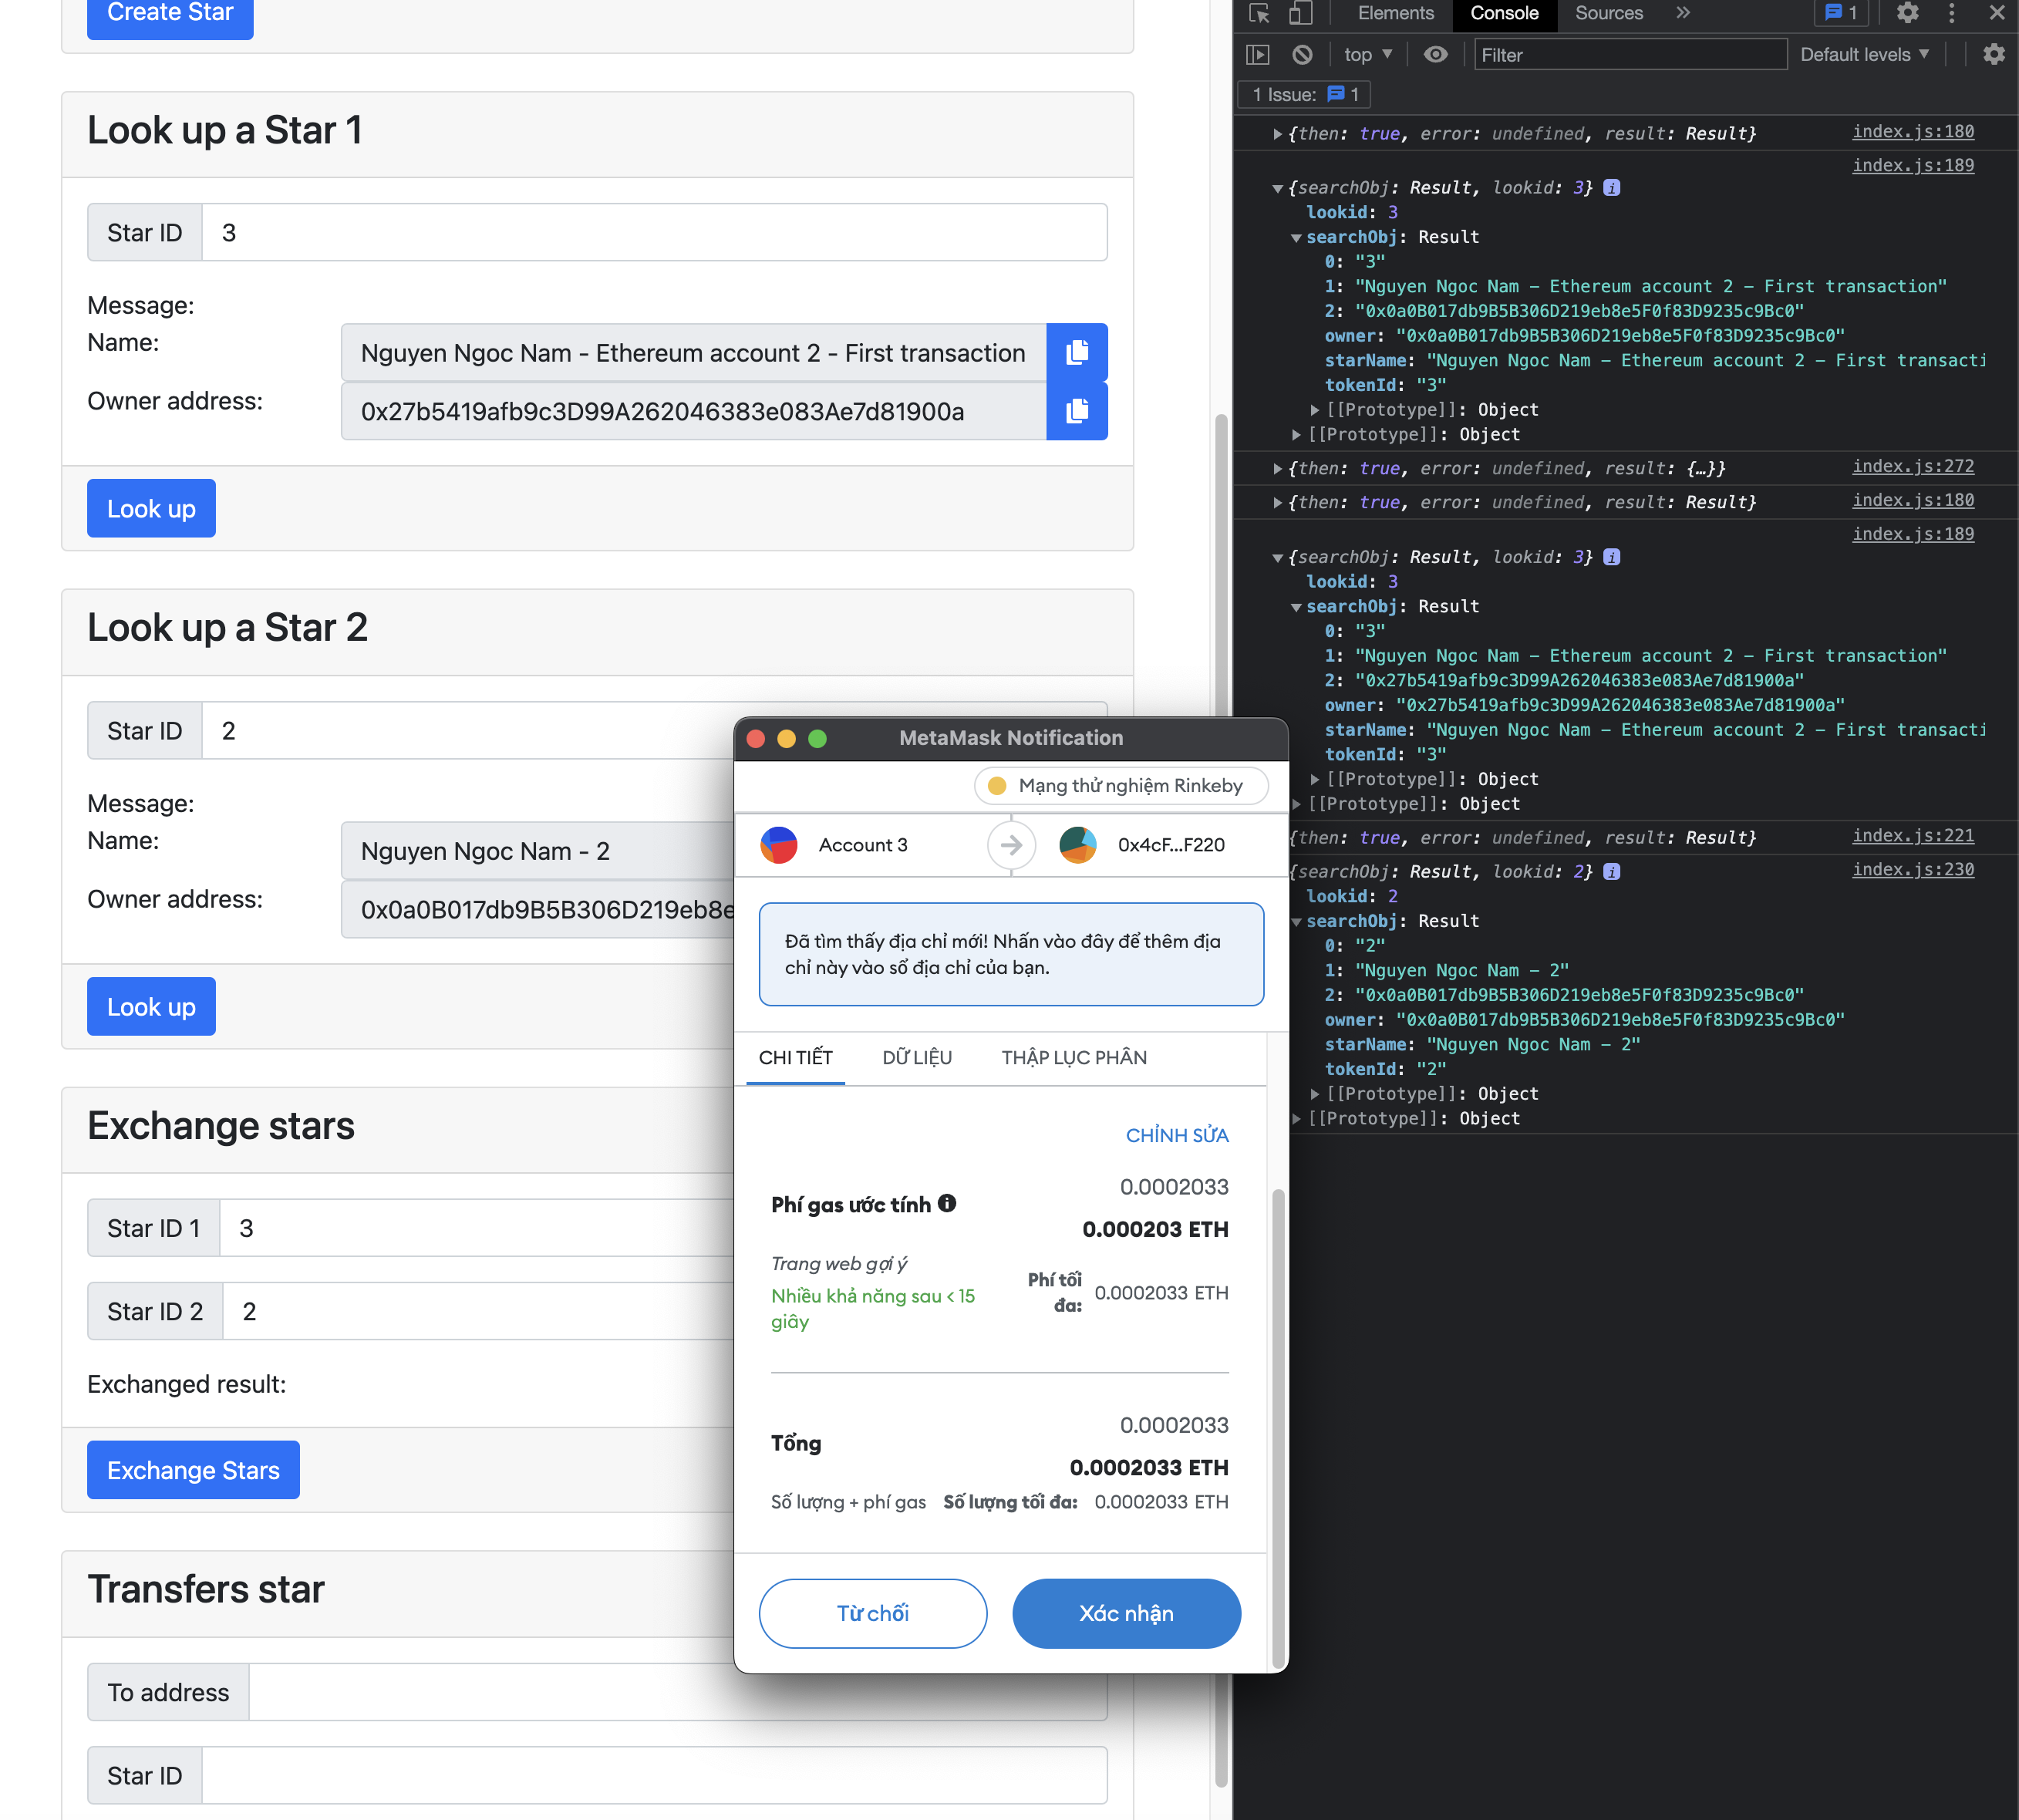 Create Star
Look up a Star 1
Star ID 3
Message:
Name: Nguyen Ngoc Nam - Ethereum account 2 - First transaction
Owner address: 0x27b5419afb9c3D99A262046383e083Ae7d81900a
Look up
Look up a Star 2
Star ID 2
Message:
Name: Nguyen Ngoc Nam - 2
Owner address: 0x0a0B017db9B5B306D219eb8e
Look up
Exchange stars
Star ID 1 3
Star ID 2 2
Exchanged result:
Exchange Stars
Transfers star
To address
Star ID
MetaMask Notification
Mạng thử nghiệm Rinkeby
Account 3 0x4cF...F220
Đã tìm thấy địa chỉ mới! Nhấn vào đây để thêm địa
chỉ này vào sổ địa chỉ của bạn.
CHI TIẾT DỮ LIỆU THẬP LỤC PHÂN
CHỈNH SỬA
0.0002033
Phí gas ước tính
0.000203 ETH
Trang web gợi ý
Nhiều khả năng sau < 15
giây
Phí tối
đa: 0.0002033 ETH
0.0002033
Tổng
0.0002033 ETH
Số lượng + phí gas Số lượng tối đa: 0.0002033 ETH
Từ chối Xác nhận
Elements Console Sources 1
top Filter Default levels
1 Issue: 1
{then: true, error: undefined, result: Result} index.js:180
index.js:189
{searchObj: Result, lookid: 3}
lookid: 3
searchObj: Result
0: "3"
1: "Nguyen Ngoc Nam – Ethereum account 2 – First transaction"
2: "0x0a0B017db9B5B306D219eb8e5F0f83D9235c9Bc0"
owner: "0x0a0B017db9B5B306D219eb8e5F0f83D9235c9Bc0"
starName: "Nguyen Ngoc Nam – Ethereum account 2 – First transacti
tokenId: "3"
[[Prototype]]: Object
[[Prototype]]: Object
{then: true, error: undefined, result: {…}} index.js:272
{then: true, error: undefined, result: Result} index.js:180
index.js:189
{searchObj: Result, lookid: 3}
lookid: 3
searchObj: Result
0: "3"
1: "Nguyen Ngoc Nam – Ethereum account 2 – First transaction"
2: "0x27b5419afb9c3D99A262046383e083Ae7d81900a"
owner: "0x27b5419afb9c3D99A262046383e083Ae7d81900a"
starName: "Nguyen Ngoc Nam – Ethereum account 2 – First transacti
tokenId: "3"
[[Prototype]]: Object
[[Prototype]]: Object
{then: true, error: undefined, result: Result} index.js:221
{searchObj: Result, lookid: 2} index.js:230
lookid: 2
searchObj: Result
0: "2"
1: "Nguyen Ngoc Nam – 2"
2: "0x0a0B017db9B5B306D219eb8e5F0f83D9235c9Bc0"
owner: "0x0a0B017db9B5B306D219eb8e5F0f83D9235c9Bc0"
starName: "Nguyen Ngoc Nam – 2"
tokenId: "2"
[[Prototype]]: Object
[[Prototype]]: Object